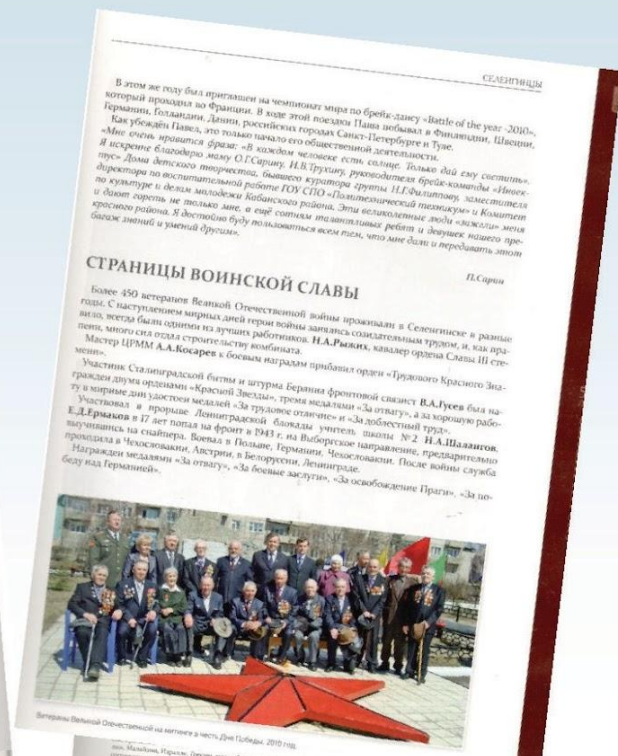 СЕЛЕНГИНЦЫ
В этом же году был приглашен на чемпионат мира по брейк-дансу «Battle of the year -2010»,
который проходил во Франции. В ходе этой поездки Паша побывал в Финляндии, Швеции,
Германии, Голландии, Дании, российских городах Санкт-Петербурге и Туле.
Как убеждён Павел, это только начало его общественной деятельности.
«Мне очень нравится фраза: «В каждом человеке есть солнце. Только дай ему светить».
Я искренне благодарю маму О.Г.Сарину, И.В.Трухину, руководителя брейк-команды «Инвек-
тус» Дома детского творчества, бывшего куратора группы Н.Г.Филиппову, заместителя
директора по воспитательной работе ГОУ СПО «Политехнический техникум» и Комитет
по культуре и делам молодежи Кабанского района. Эти великолепные люди «зажгли» меня
и дают гореть не только мне, а ещё сотням талантливых ребят и девушек нашего пре-
красного района. Я достойно буду пользоваться всем тем, что мне дали и передавать этот
багаж знаний и умений другим».
П.Сарин
СТРАНИЦЫ ВОИНСКОЙ СЛАВЫ
Более 450 ветеранов Великой Отечественной войны проживали в Селенгинске в разные
годы. С наступлением мирных дней герои войны занялись созидательным трудом, и, как пра-
вило, всегда были одними из лучших работников. Н.А.Рыжих, кавалер ордена Славы III сте-
пени, много сил отдал строительству комбината.
Мастер ЦРММ А.А.Косарев к боевым наградам прибавил орден «Трудового Красного Зна-
мени».
Участник Сталинградской битвы и штурма Берлина фронтовой связист В.А.Гусев был на-
гражден двумя орденами «Красной Звезды», тремя медалями «За отвагу», а за хорошую рабо-
ту в мирные дни удостоен медалей «За трудовое отличие» и «За доблестный труд».
Участвовал в прорыве Ленинградской блокады учитель школы №2 Н.А.Шалангов.
Е.Д.Ермаков в 17 лет попал на фронт в 1943 г. на Выборгское направление, предварительно
выучившись на снайпера. Воевал в Польше, Германии, Чехословакии. После войны служба
проходила в Чехословакии, Австрии, в Белоруссии, Ленинграде.
Награжден медалями «За отвагу», «За боевые заслуги», «За освобождение Праги», «За по-
беду над Германией».
Ветераны Великой Отечественной на митинге в честь Дня Победы. 2010 год.